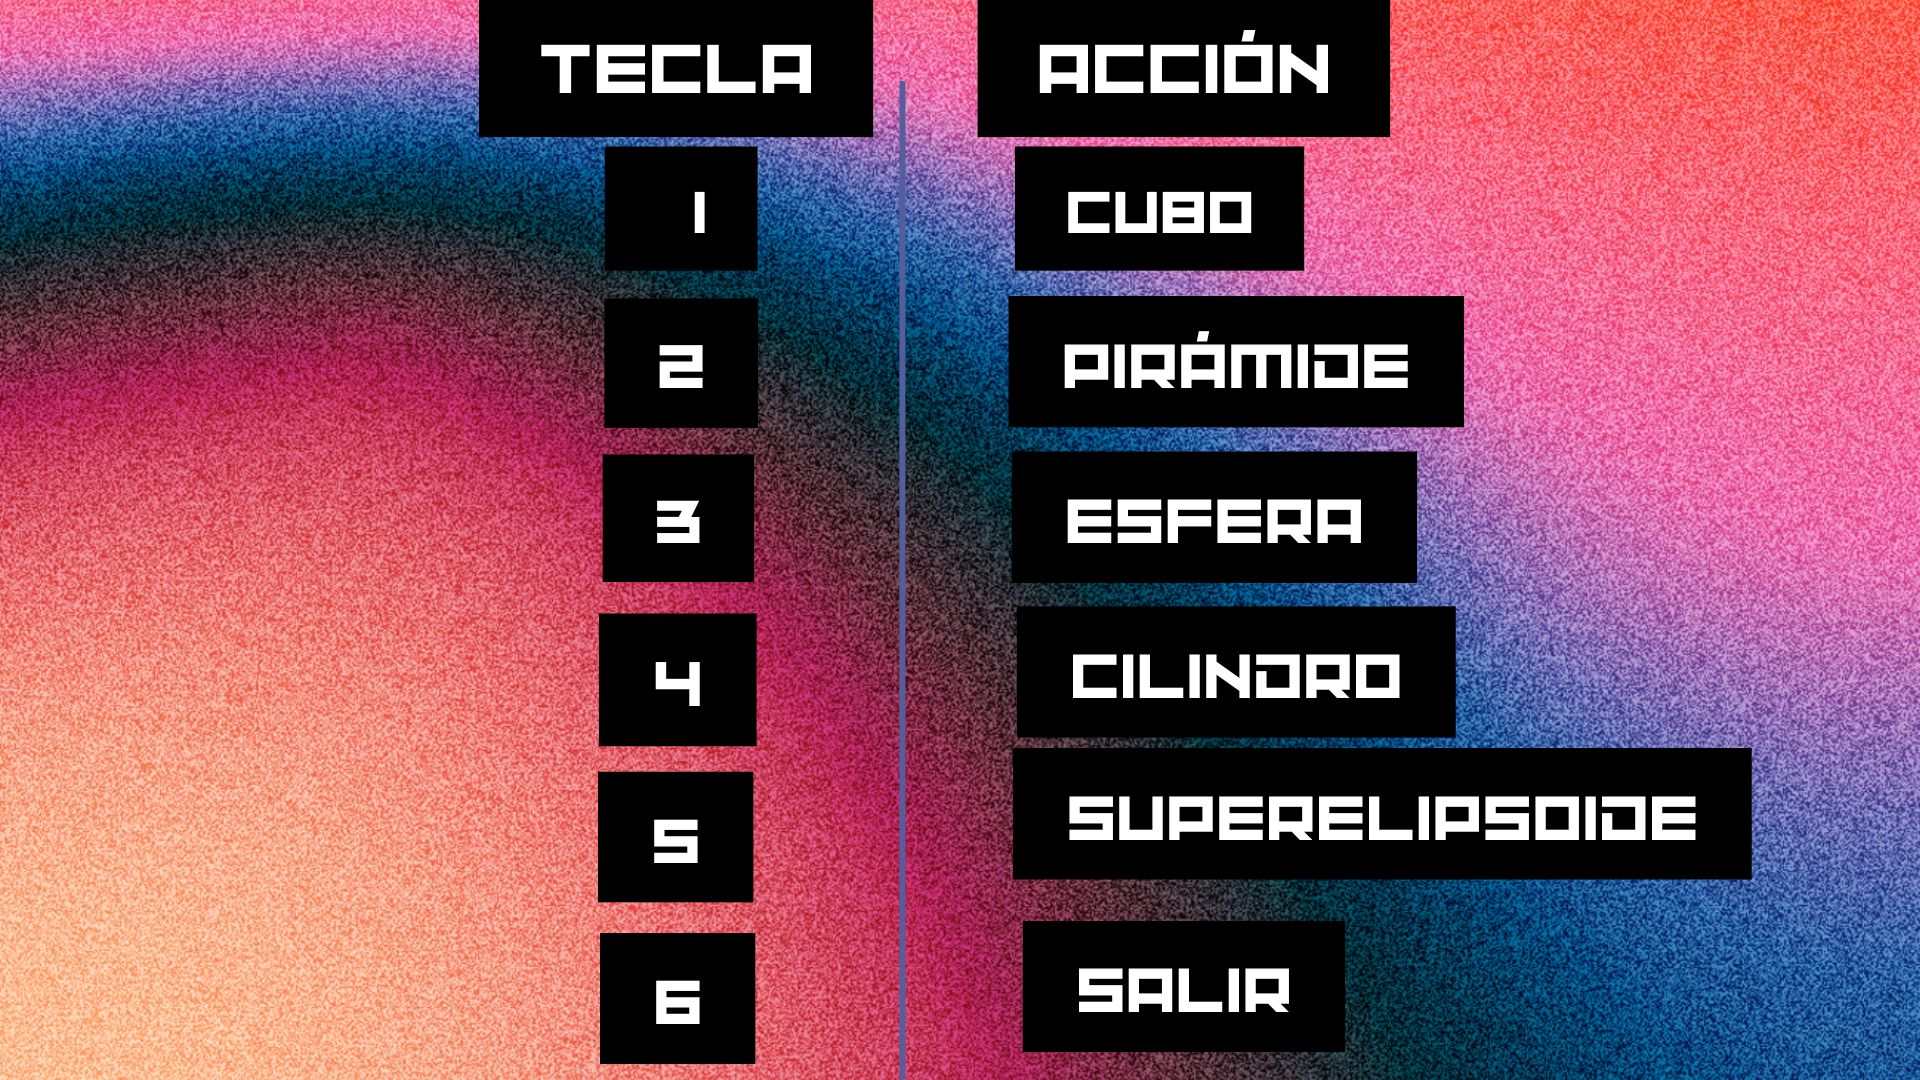 TECLA ACCIÓN
1 CUBO
2 PIRÁMIDE
3 ESFERA
4 CILINDRO
5 SUPERELIPSOIDE
6 SALIR